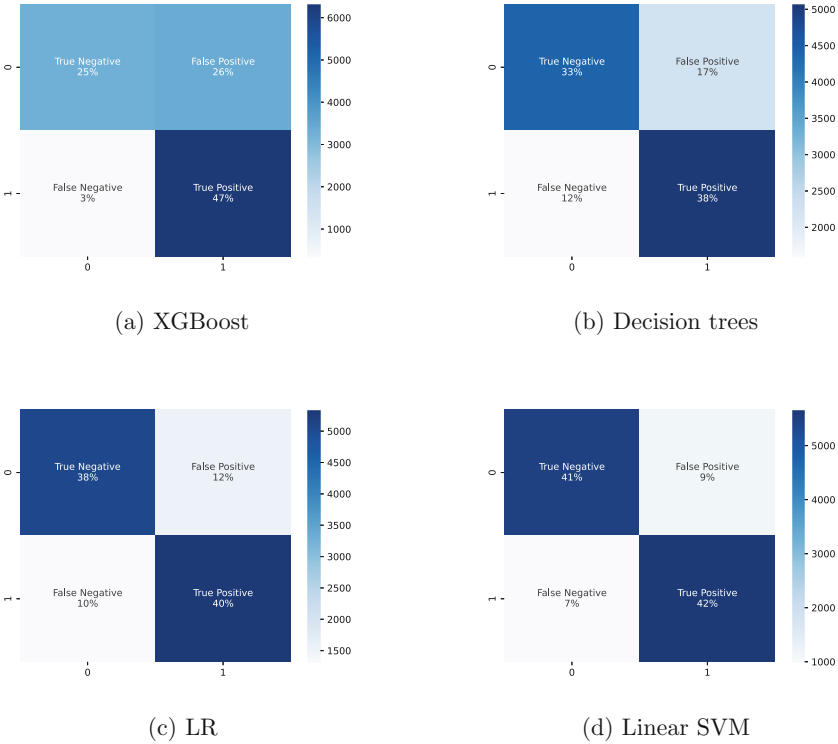 True Negative
25%
False Positive
26%
False Negative
3%
True Positive
47%
0
1
0
1
6000
5000
4000
3000
2000
1000
(a) XGBoost
True Negative
33%
False Positive
17%
False Negative
12%
True Positive
38%
0
1
0
1
5000
4500
4000
3500
3000
2500
2000
(b) Decision trees
True Negative
38%
False Positive
12%
False Negative
10%
True Positive
40%
0
1
0
1
5000
4500
4000
3500
3000
2500
2000
1500
(c) LR
True Negative
41%
False Positive
9%
False Negative
7%
True Positive
42%
0
1
0
1
5000
4000
3000
2000
1000
(d) Linear SVM